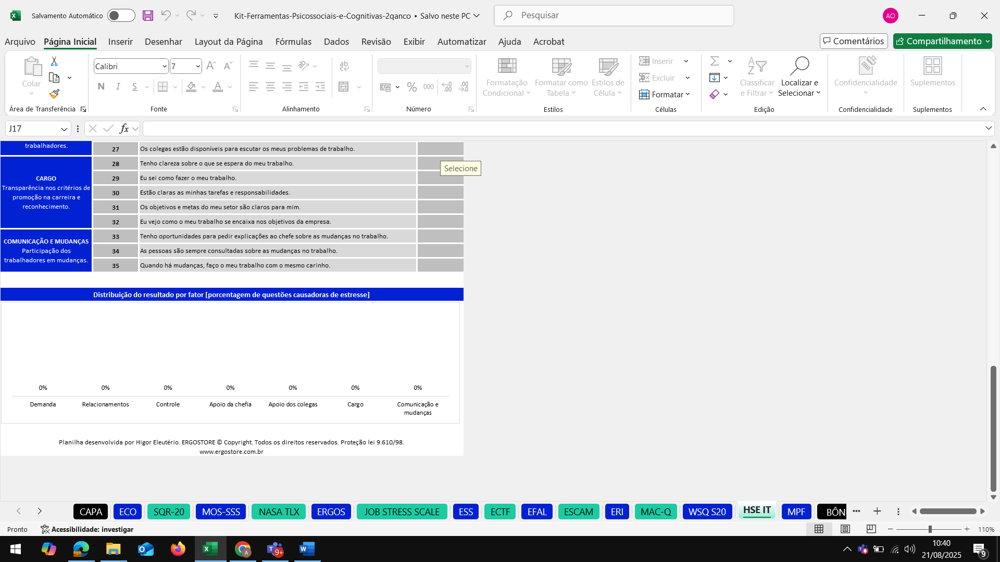 Salvamento Automático
Kit-Ferramentas-Psicossociais-e-Cognitivas-2qanco • Salvo neste PC
Pesquisar
AO
Arquivo Página Inicial Inserir Desenhar Layout da Página Fórmulas Dados Revisão Exibir Automatizar Ajuda Acrobat
Comentários
Compartilhamento
Colar
Área de Transferência
Calibri
7
N I S
Fonte
Alinhamento
% 000
Número
Formatação Condicional
Formatar como Tabela
Estilos de Célula
Estilos
Inserir
Excluir
Formatar
Células
Classificar e Filtrar
Localizar e Selecionar
Edição
Confidencialidade
Confidencialidade
Suplementos
Suplementos
J17
fx
trabalhadores.
27 Os colegas estão disponíveis para escutar os meus problemas de trabalho.
CARGO
Transparência nos critérios de
promoção na carreira e
reconhecimento.
28 Tenho clareza sobre o que se espera do meu trabalho.
Selecione
29 Eu sei como fazer o meu trabalho.
30 Estão claras as minhas tarefas e responsabilidades.
31 Os objetivos e metas do meu setor são claros para mim.
32 Eu vejo como o meu trabalho se encaixa nos objetivos da empresa.
COMUNICAÇÃO E MUDANÇAS
Participação dos
trabalhadores em mudanças.
33 Tenho oportunidades para pedir explicações ao chefe sobre as mudanças no trabalho.
34 As pessoas são sempre consultadas sobre as mudanças no trabalho.
35 Quando há mudanças, faço o meu trabalho com o mesmo carinho.
Distribuição do resultado por fator [porcentagem de questões causadoras de estresse]
0% 0% 0% 0% 0% 0% 0%
Demanda Relacionamentos Controle Apoio da chefia Apoio dos colegas Cargo Comunicação e
mudanças
Planilha desenvolvida por Higor Eleutério. ERGOSTORE © Copyright. Todos os direitos reservados. Proteção lei 9.610/98.
www.ergostore.com.br
CAPA ECO SQR-20 MOS-SSS NASA TLX ERGOS JOB STRESS SCALE ESS ECTF EFAL ESCAM ERI MAC-Q WSQ S20 HSE IT MPF BÔN
Pronto
Acessibilidade: investigar
110%
9+
10:40
21/08/2025
9